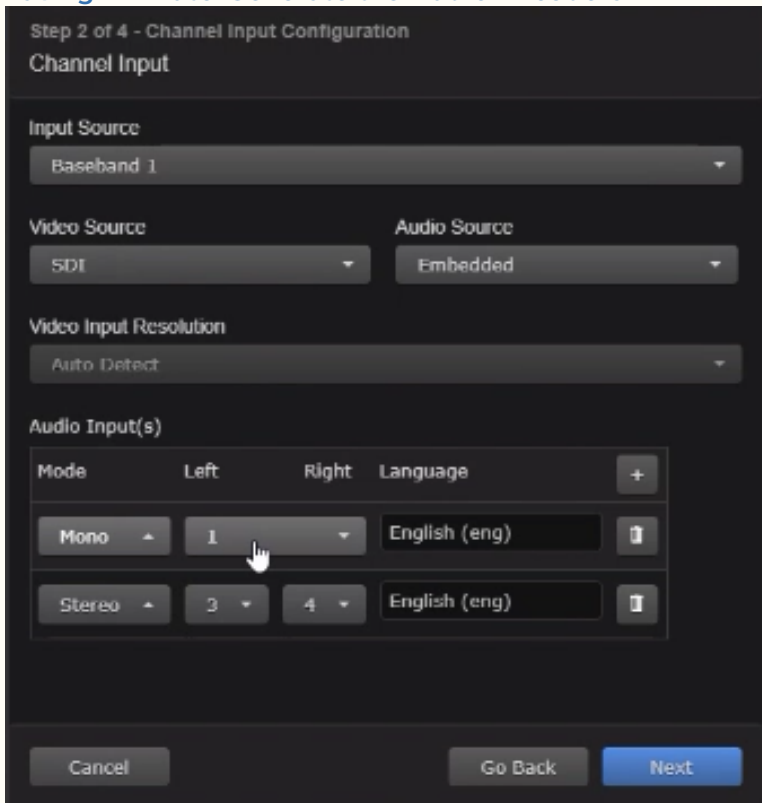 Step 2 of 4 - Channel Input Configuration
Channel Input
Input Source
Baseband 1
Video Source Audio Source
SDI Embedded
Video Input Resolution
Auto Detect
Audio Input(s)
Mode Left Right Language +
Mono 1 English (eng)
Stereo 3 4 English (eng)
Cancel Go Back Next